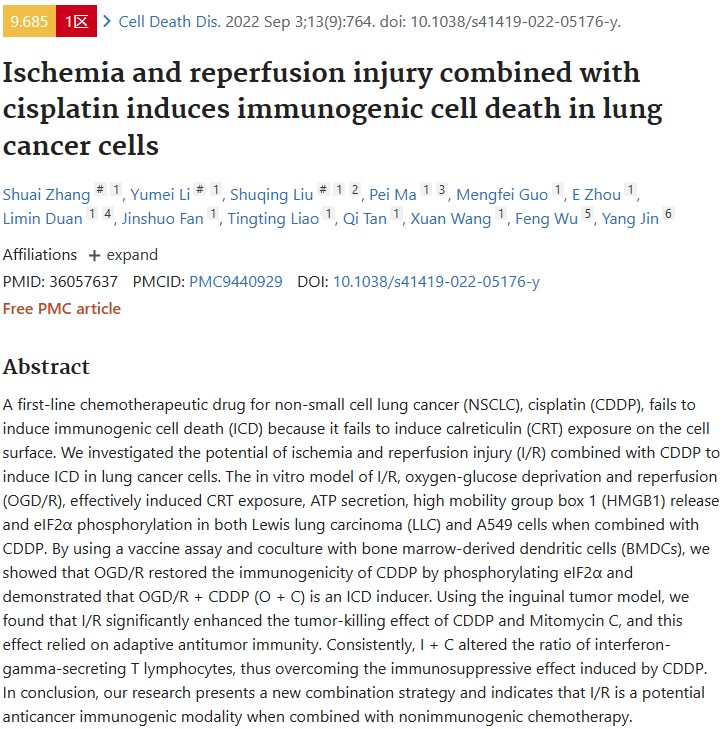 9.685 1区 > Cell Death Dis. 2022 Sep 3;13(9):764. doi: 10.1038/s41419-022-05176-y.
Ischemia and reperfusion injury combined with
cisplatin induces immunogenic cell death in lung
cancer cells
Shuai Zhang # 1, Yumei Li # 1, Shuqing Liu # 1 2, Pei Ma 1 3, Mengfei Guo 1, E Zhou 1,
Limin Duan 1 4, Jinshuo Fan 1, Tingting Liao 1, Qi Tan 1, Xuan Wang 1, Feng Wu 5, Yang Jin 6
Affiliations + expand
PMID: 36057637 PMCID: PMC9440929 DOI: 10.1038/s41419-022-05176-y
Free PMC article
Abstract
A first-line chemotherapeutic drug for non-small cell lung cancer (NSCLC), cisplatin (CDDP), fails to
induce immunogenic cell death (ICD) because it fails to induce calreticulin (CRT) exposure on the cell
surface. We investigated the potential of ischemia and reperfusion injury (I/R) combined with CDDP to
induce ICD in lung cancer cells. The in vitro model of I/R, oxygen-glucose deprivation and reperfusion
(OGD/R), effectively induced CRT exposure, ATP secretion, high mobility group box 1 (HMGB1) release
and eIF2α phosphorylation in both Lewis lung carcinoma (LLC) and A549 cells when combined with
CDDP. By using a vaccine assay and coculture with bone marrow-derived dendritic cells (BMDCs), we
showed that OGD/R restored the immunogenicity of CDDP by phosphorylating eIF2α and
demonstrated that OGD/R + CDDP (O + C) is an ICD inducer. Using the inguinal tumor model, we
found that I/R significantly enhanced the tumor-killing effect of CDDP and Mitomycin C, and this
effect relied on adaptive antitumor immunity. Consistently, I + C altered the ratio of interferon-
gamma-secreting T lymphocytes, thus overcoming the immunosuppressive effect induced by CDDP.
In conclusion, our research presents a new combination strategy and indicates that I/R is a potential
anticancer immunogenic modality when combined with nonimmunogenic chemotherapy.